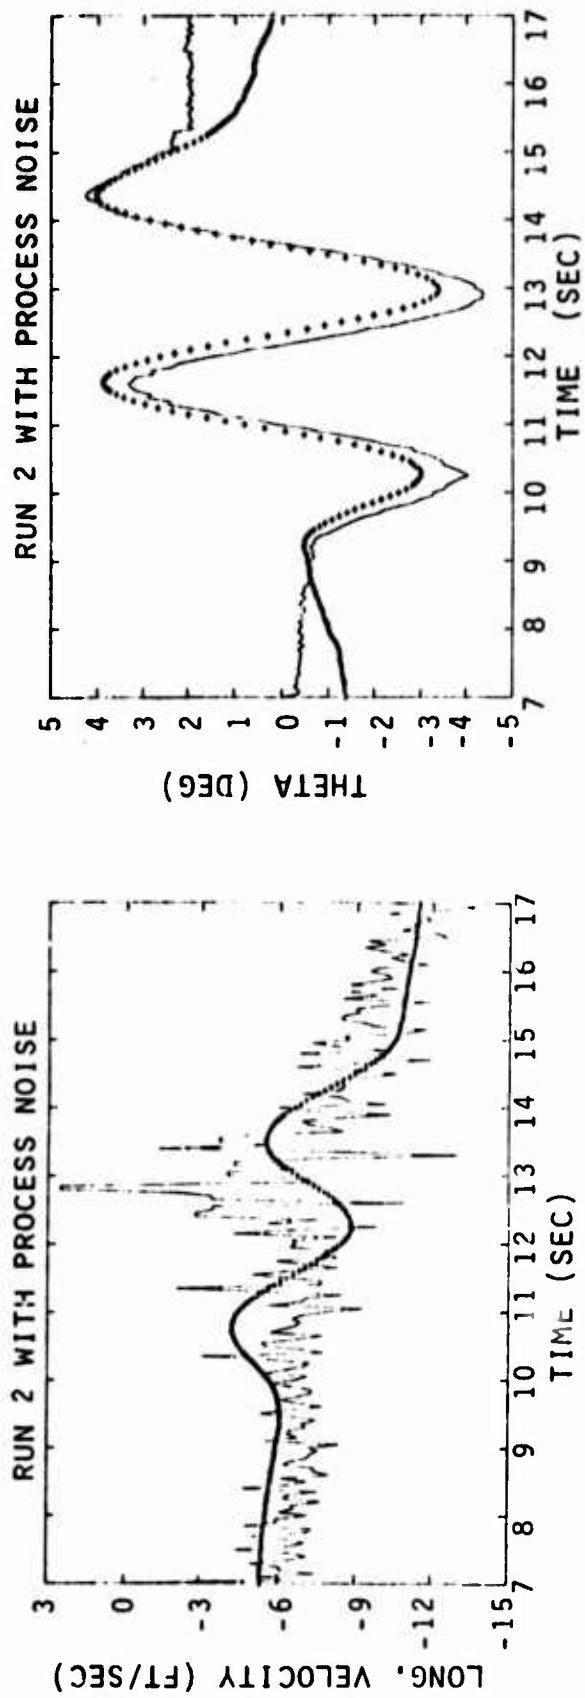 RUN 2 WITH PROCESS NOISE
LONG. VELOCITY (FT/SEC)
3
0
-3
-6
-9
-12
-15
7 8 9 10 11 12 13 14 15 16 17
TIME (SEC)
RUN 2 WITH PROCESS NOISE
THETA (DEG)
5
4
3
2
1
0
-1
-2
-3
-4
-5
7 8 9 10 11 12 13 14 15 16 17
TIME (SEC)